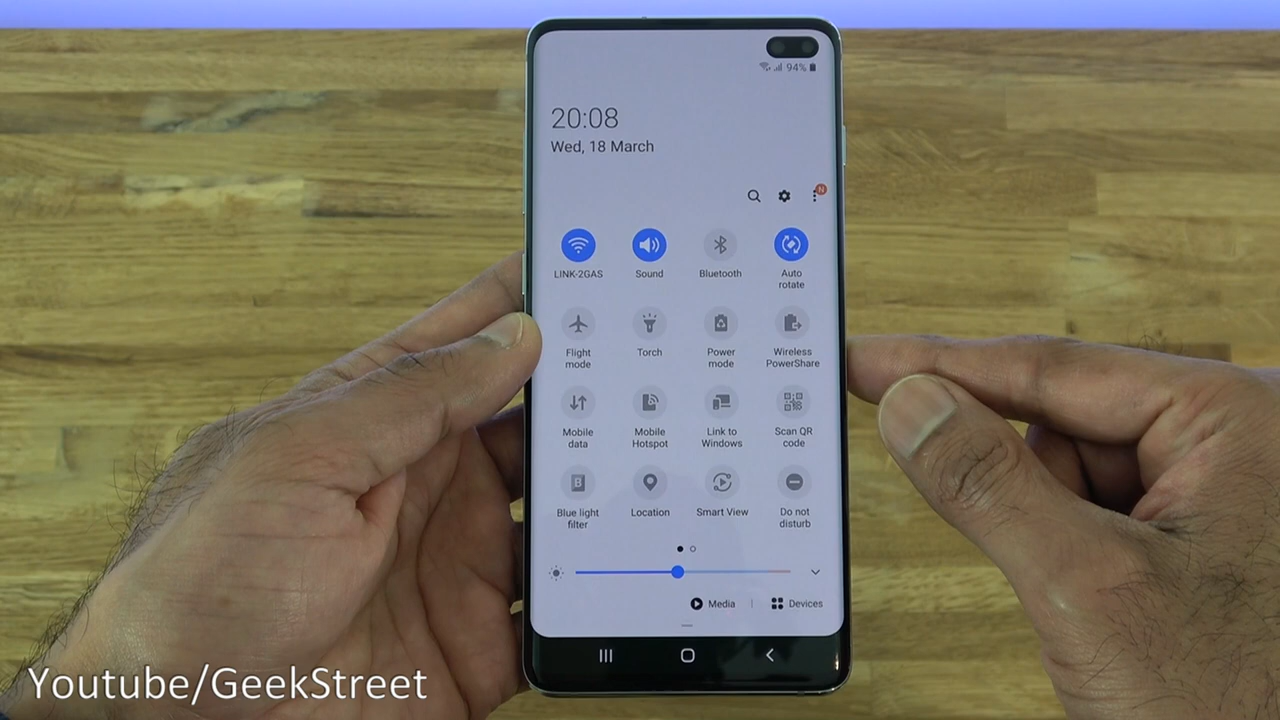 94%
20:08
Wed, 18 March
N
LINK-2GAS
Sound
Bluetooth
Auto
rotate
Flight
mode
Torch
Power
mode
Wireless
PowerShare
Mobile
data
Mobile
Hotspot
Link to
Windows
Scan QR
code
B
Blue light
filter
Location
Smart View
Do not
disturb
Media
Devices
Youtube/GeekStreet